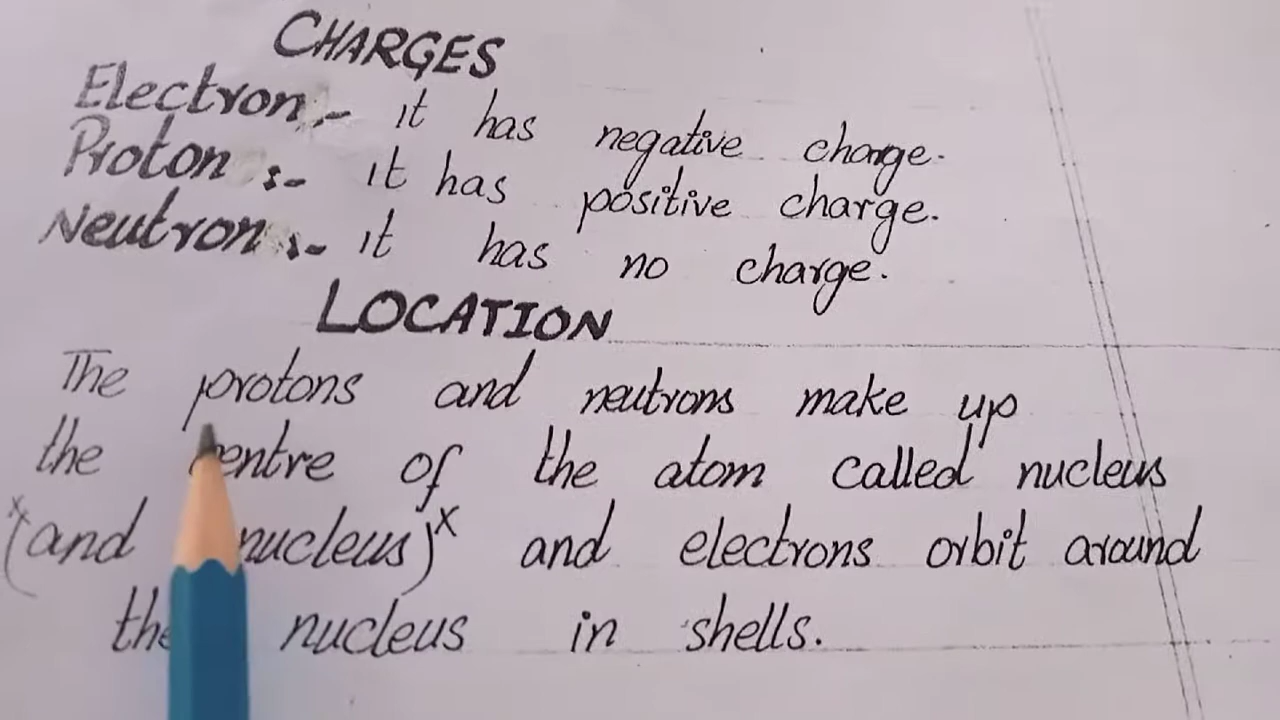 CHARGES
Electron :- it has negative charge.
Proton :- it has positive charge.
Neutron :- it has no charge.
LOCATION
The protons and neutrons make up
the centre of the atom called nucleus
x(and nucleus)x and electrons orbit around
the nucleus in shells.